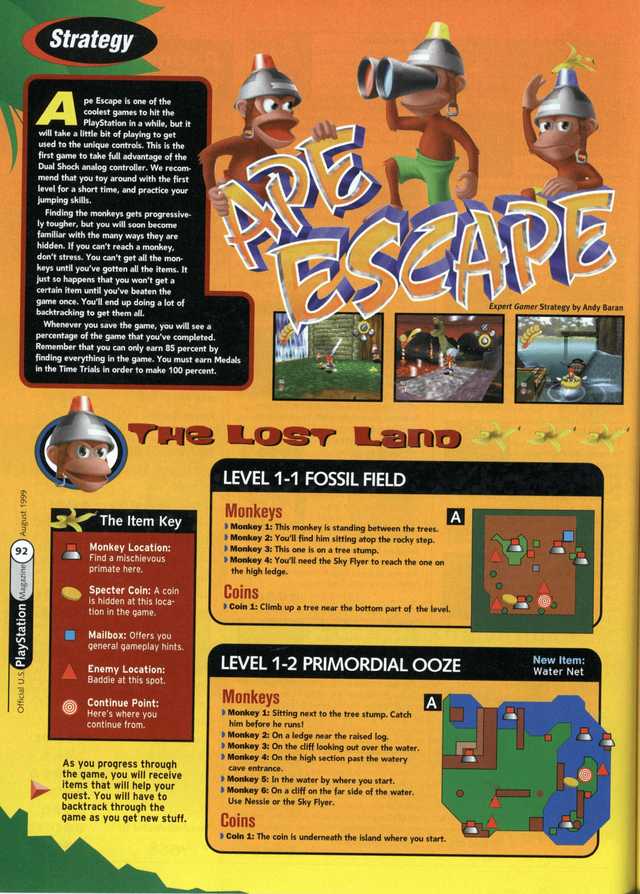 Strategy
Ape Escape is one of the
coolest games to hit the
PlayStation in a while, but it
will take a little bit of playing to get
used to the unique controls. This is the
first game to take full advantage of the
Dual Shock analog controller. We recom-
mend that you toy around with the first
level for a short time, and practice your
jumping skills.
Finding the monkeys gets progressive-
ly tougher, but you will soon become
familiar with the many ways they are
hidden. If you can't reach a monkey,
don't stress. You can't get all the mon-
keys until you've gotten all the items. It
just so happens that you won't get a
certain item until you've beaten the
game once. You'll end up doing a lot of
backtracking to get them all.
Whenever you save the game, you will see a
percentage of the game that you've completed.
Remember that you can only earn 85 percent by
finding everything in the game. You must earn Medals
in the Time Trials in order to make 100 percent.
APE
ESCAPE
Expert Gamer Strategy by Andy Baran
THE LOST LAND
The Item Key
Monkey Location:
Find a mischievous
primate here.
Specter Coin: A coin
is hidden at this loca-
tion in the game.
Mailbox: Offers you
general gameplay hints.
Enemy Location:
Baddie at this spot.
Continue Point:
Here's where you
continue from.
As you progress through
the game, you will receive
items that will help your
quest. You will have to
backtrack through the
game as you get new stuff.
LEVEL 1-1 FOSSIL FIELD
Monkeys
Monkey 1: This monkey is standing between the trees.
Monkey 2: You'll find him sitting atop the rocky step.
Monkey 3: This one is on a tree stump.
Monkey 4: You'll need the Sky Flyer to reach the one on
the high ledge.
Coins
Coin 1: Climb up a tree near the bottom part of the level.
A
LEVEL 1-2 PRIMORDIAL OOZE
New Item:
Water Net
Monkeys
Monkey 1: Sitting next to the tree stump. Catch
him before he runs!
Monkey 2: On a ledge near the raised log.
Monkey 3: On the cliff looking out over the water.
Monkey 4: On the high section past the watery
cave entrance.
Monkey 5: In the water by where you start.
Monkey 6: On a cliff on the far side of the water.
Use Nessie or the Sky Flyer.
Coins
Coin 1: The coin is underneath the island where you start.
A
Official U.S. PlayStation Magazine 92 August 1999